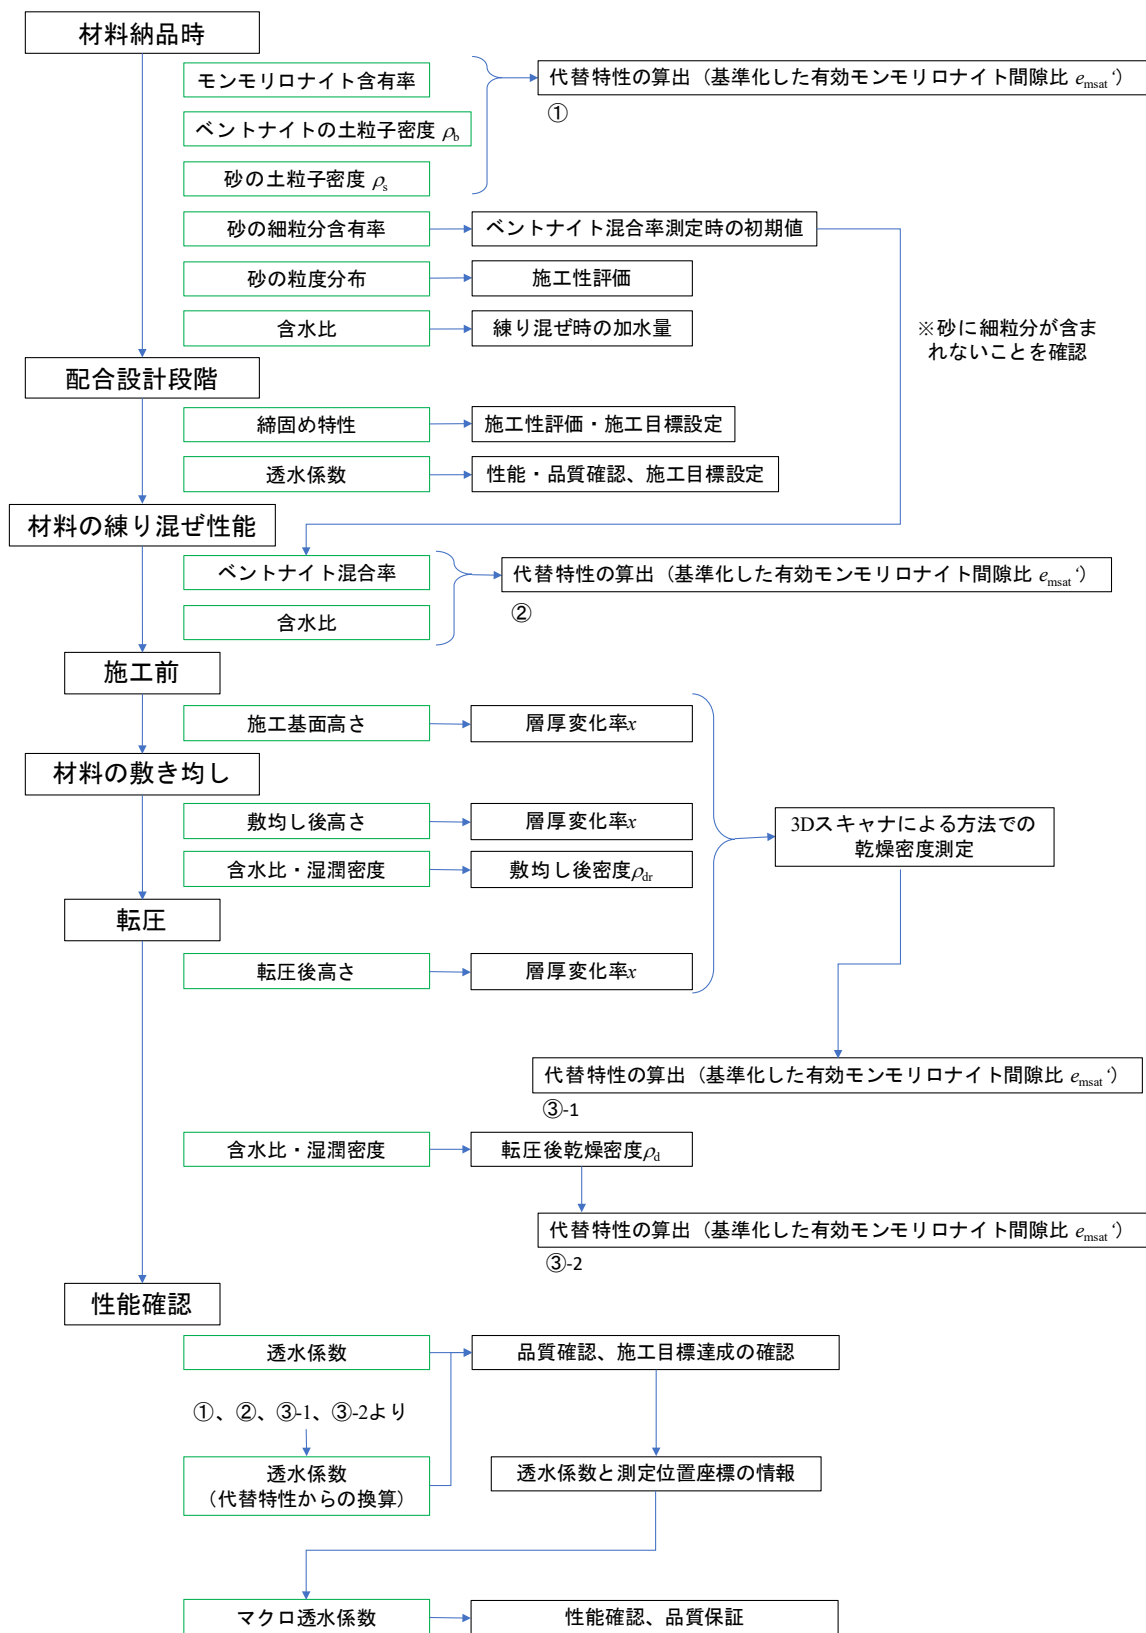 材料納品時
モンモリロナイト含有率
代替特性の算出（基準化した有効モンモリロナイト間隙比 emsat‘）
①
ベントナイトの土粒子密度 ρb
砂の土粒子密度 ρs
砂の細粒分含有率
ベントナイト混合率測定時の初期値
砂の粒度分布
施工性評価
含水比
練り混ぜ時の加水量
※砂に細粒分が含ま
れないことを確認
配合設計段階
締固め特性
施工性評価・施工目標設定
透水係数
性能・品質確認、施工目標設定
材料の練り混ぜ性能
ベントナイト混合率
代替特性の算出（基準化した有効モンモリロナイト間隙比 emsat‘）
②
含水比
施工前
施工基面高さ
層厚変化率x
材料の敷き均し
敷均し後高さ
層厚変化率x
3Dスキャナによる方法での
乾燥密度測定
含水比・湿潤密度
敷均し後密度ρdr
転圧
転圧後高さ
層厚変化率x
代替特性の算出（基準化した有効モンモリロナイト間隙比 emsat‘）
③-1
含水比・湿潤密度
転圧後乾燥密度ρd
代替特性の算出（基準化した有効モンモリロナイト間隙比 emsat‘）
③-2
性能確認
透水係数
品質確認、施工目標達成の確認
①、②、③-1、③-2より
透水係数
（代替特性からの換算）
透水係数と測定位置座標の情報
マクロ透水係数
性能確認、品質保証